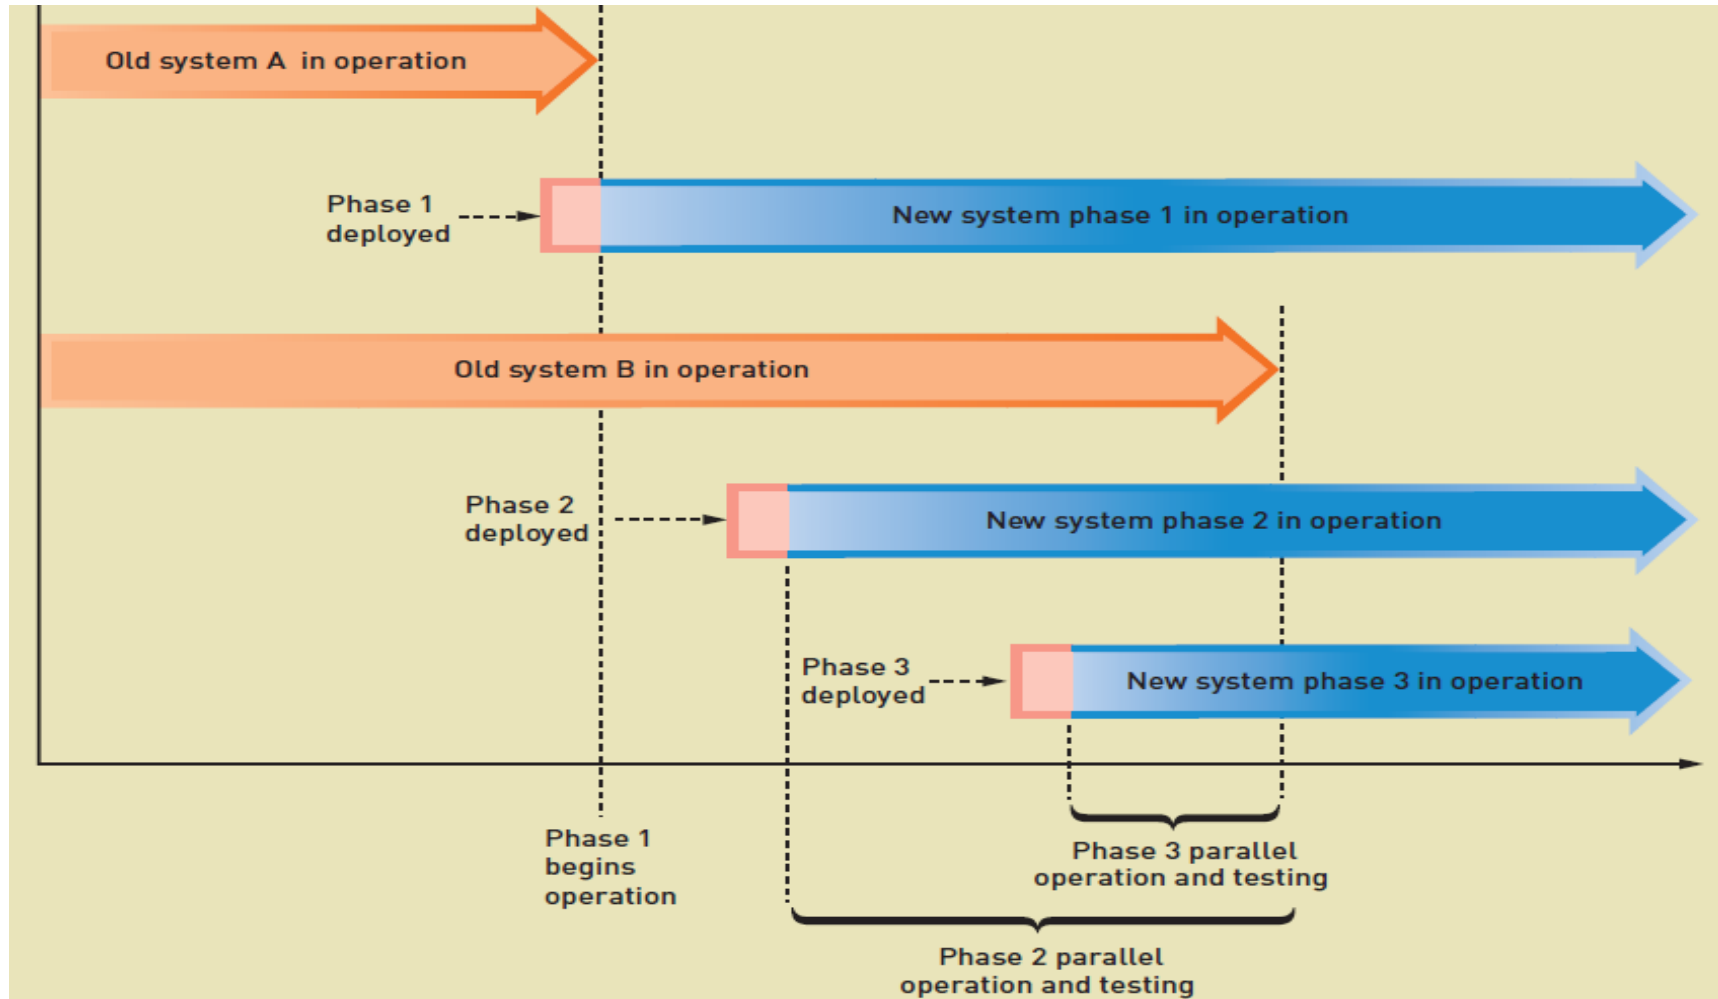 Old system A in operation
Phase 1
deployed
New system phase 1 in operation
Old system B in operation
Phase 2
deployed
New system phase 2 in operation
Phase 3
deployed
New system phase 3 in operation
Phase 1
begins
operation
Phase 3 parallel
operation and testing
Phase 2 parallel
operation and testing